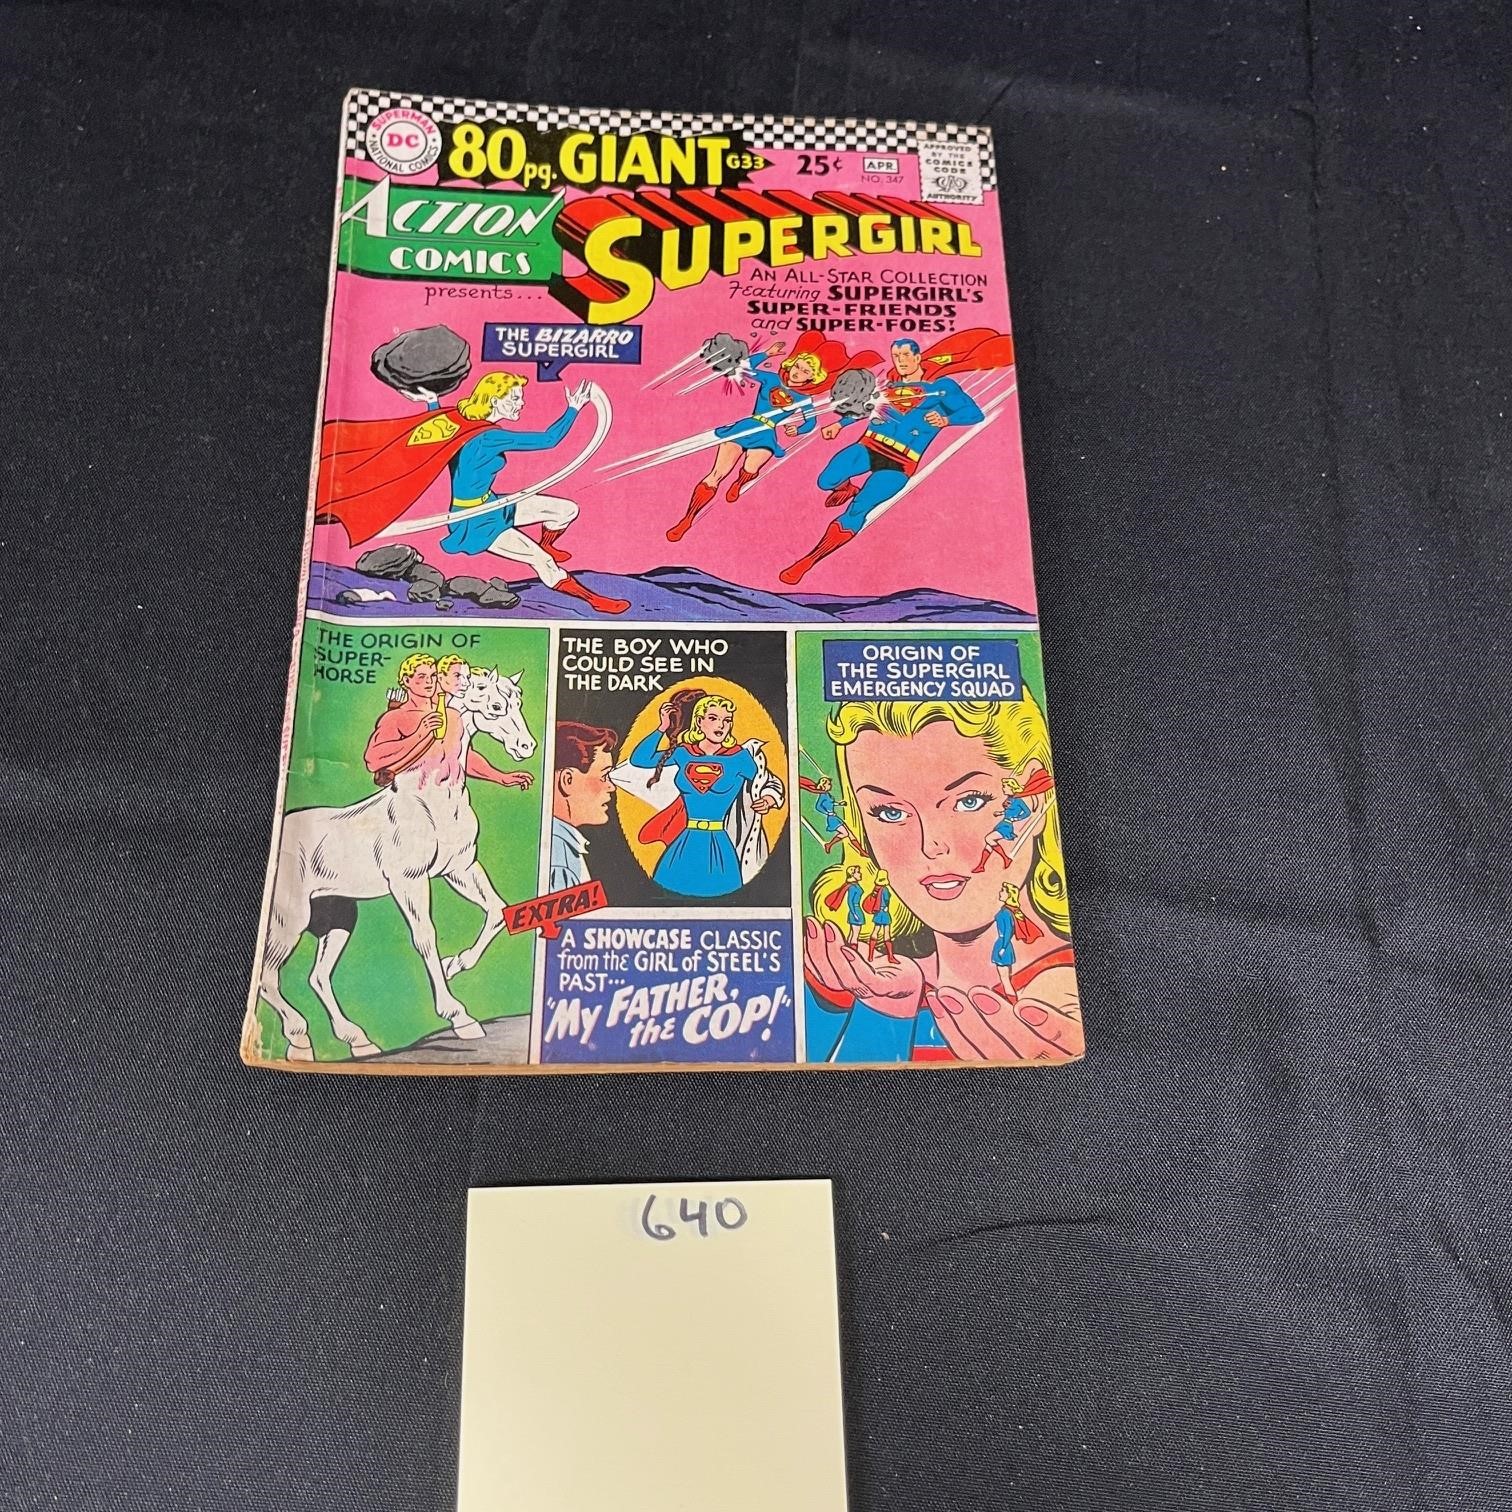 SUPERMAN
DC
NATIONAL COMICS
80pg. GIANT G33
25¢
APR.
NO. 347
APPROVED
BY THE
COMICS
CODE
CA
AUTHORITY
ACTION
COMICS
presents...
SUPERGIRL
AN ALL-STAR COLLECTION
Featuring SUPERGIRL'S
SUPER-FRIENDS
and SUPER-FOES!
THE BIZARRO
SUPERGIRL
THE ORIGIN OF
SUPER-
HORSE
THE BOY WHO
COULD SEE IN
THE DARK
ORIGIN OF
THE SUPERGIRL
EMERGENCY SQUAD
EXTRA!
A SHOWCASE CLASSIC
from the GIRL of STEEL'S
PAST...
"My FATHER,
the COP!"
640